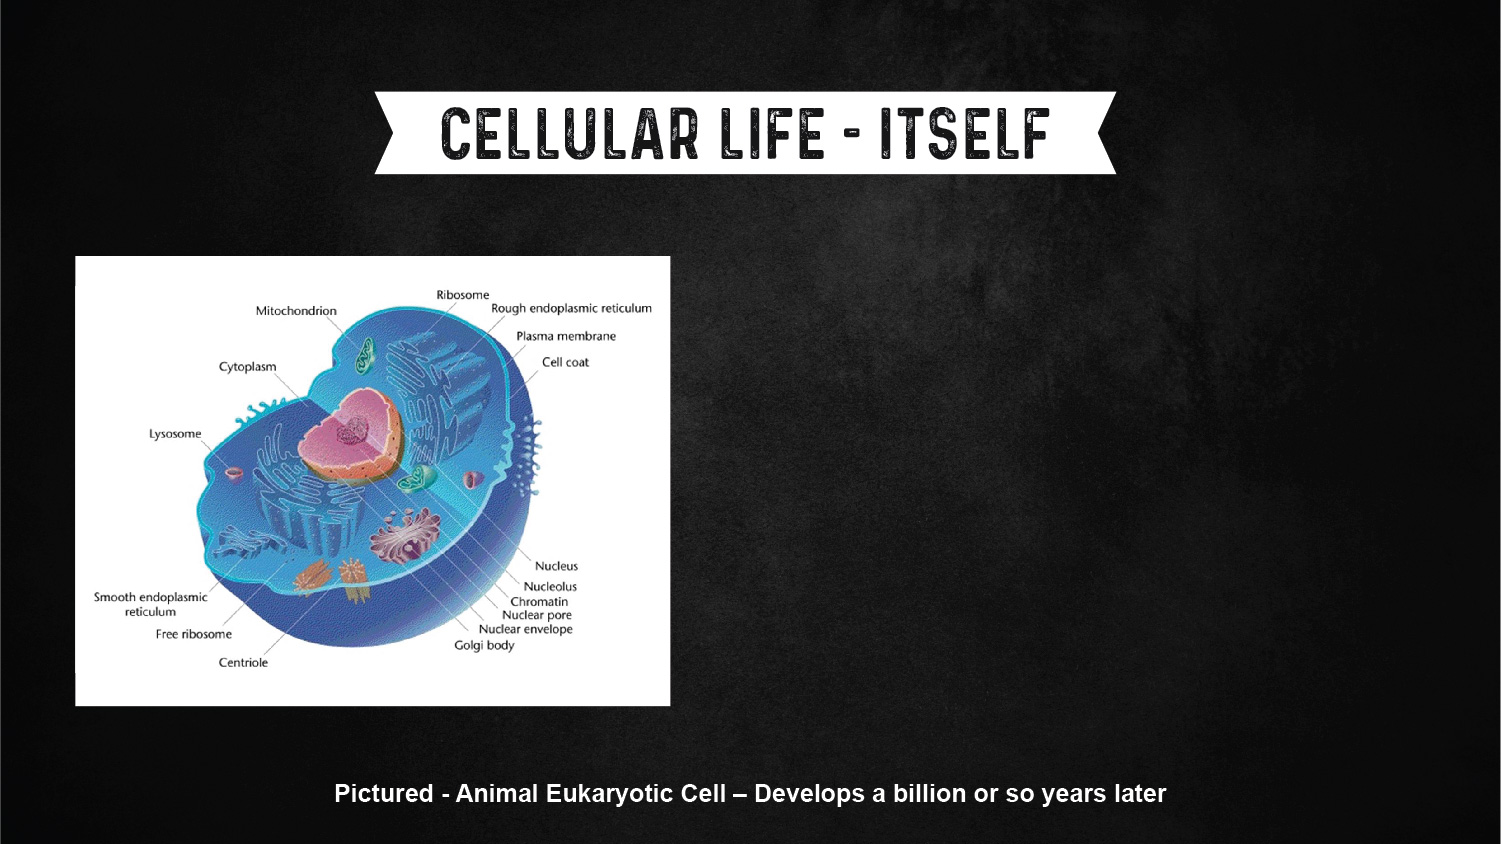 CELLULAR LIFE - ITSELF
Ribosome
Rough endoplasmic reticulum
Mitochondrion
Plasma membrane
Cell coat
Cytoplasm
Lysosome
Nucleus
Nucleolus
Chromatin
Nuclear pore
Nuclear envelope
Golgi body
Smooth endoplasmic
reticulum
Free ribosome
Centriole
Pictured - Animal Eukaryotic Cell – Develops a billion or so years later